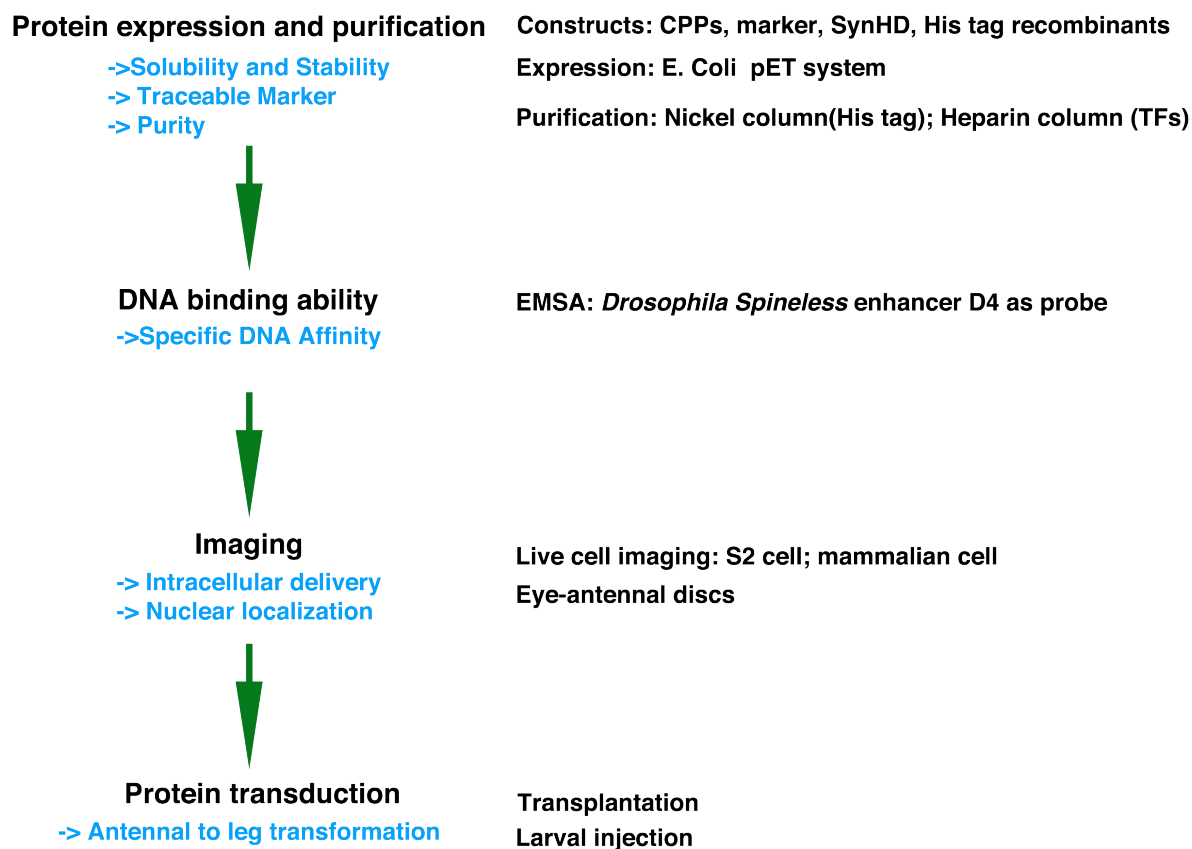 Protein expression and purification
Constructs: CPPs, marker, SynHD, His tag recombinants
->Solubility and Stability
Expression: E. Coli pET system
-> Traceable Marker
-> Purity
Purification: Nickel column(His tag); Heparin column (TFs)
DNA binding ability
EMSA: Drosophila Spineless enhancer D4 as probe
->Specific DNA Affinity
Imaging
Live cell imaging: S2 cell; mammalian cell
-> Intracellular delivery
Eye-antennal discs
-> Nuclear localization
Protein transduction
Transplantation
-> Antennal to leg transformation
Larval injection